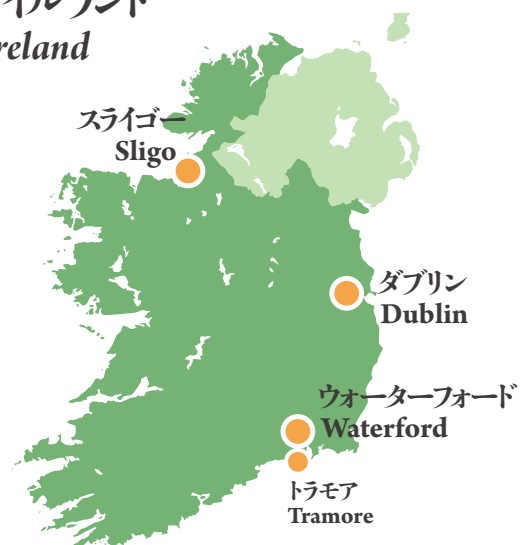 reland
スライゴー
Sligo
ダブリン
Dublin
ウォーターフォード
Waterford
トラモア
Tramore